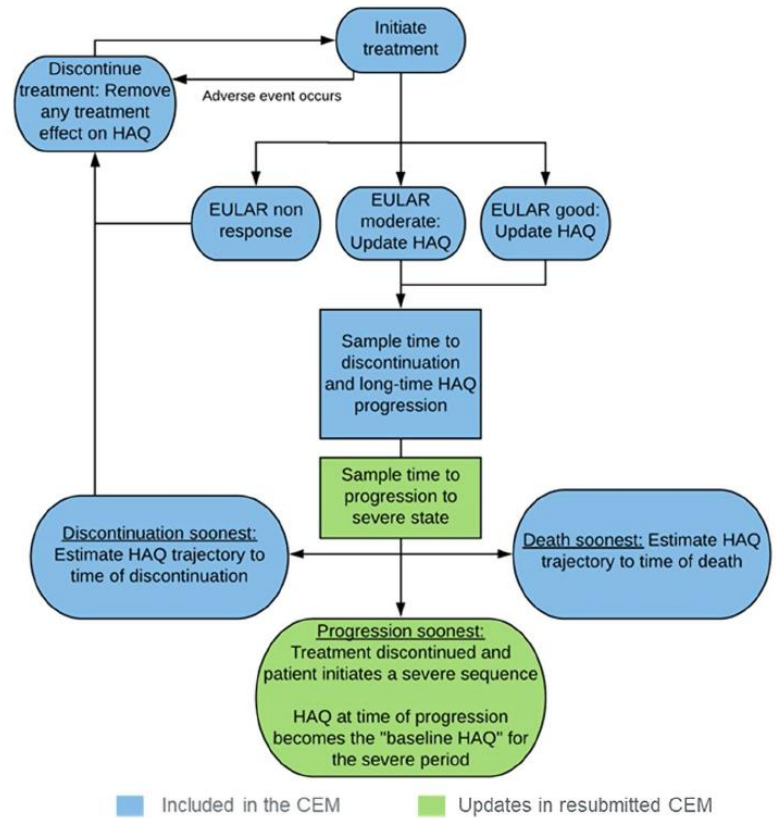 Initiate
treatment
Discontinue
treatment: Remove
any treatment
effect on HAQ
Adverse event occurs
EULAR non
response
EULAR
moderate:
Update HAQ
EULAR good:
Update HAQ
Sample time to
discontinuation
and long-time HAQ
progression
Sample time to
progression to
severe state
Discontinuation soonest:
Estimate HAQ trajectory to
time of discontinuation
Death soonest: Estimate HAQ
trajectory to time of death
Progression soonest:
Treatment discontinued and
patient initiates a severe sequence
HAQ at time of progression
becomes the "baseline HAQ" for
the severe period
Included in the CEM
Updates in resubmitted CEM